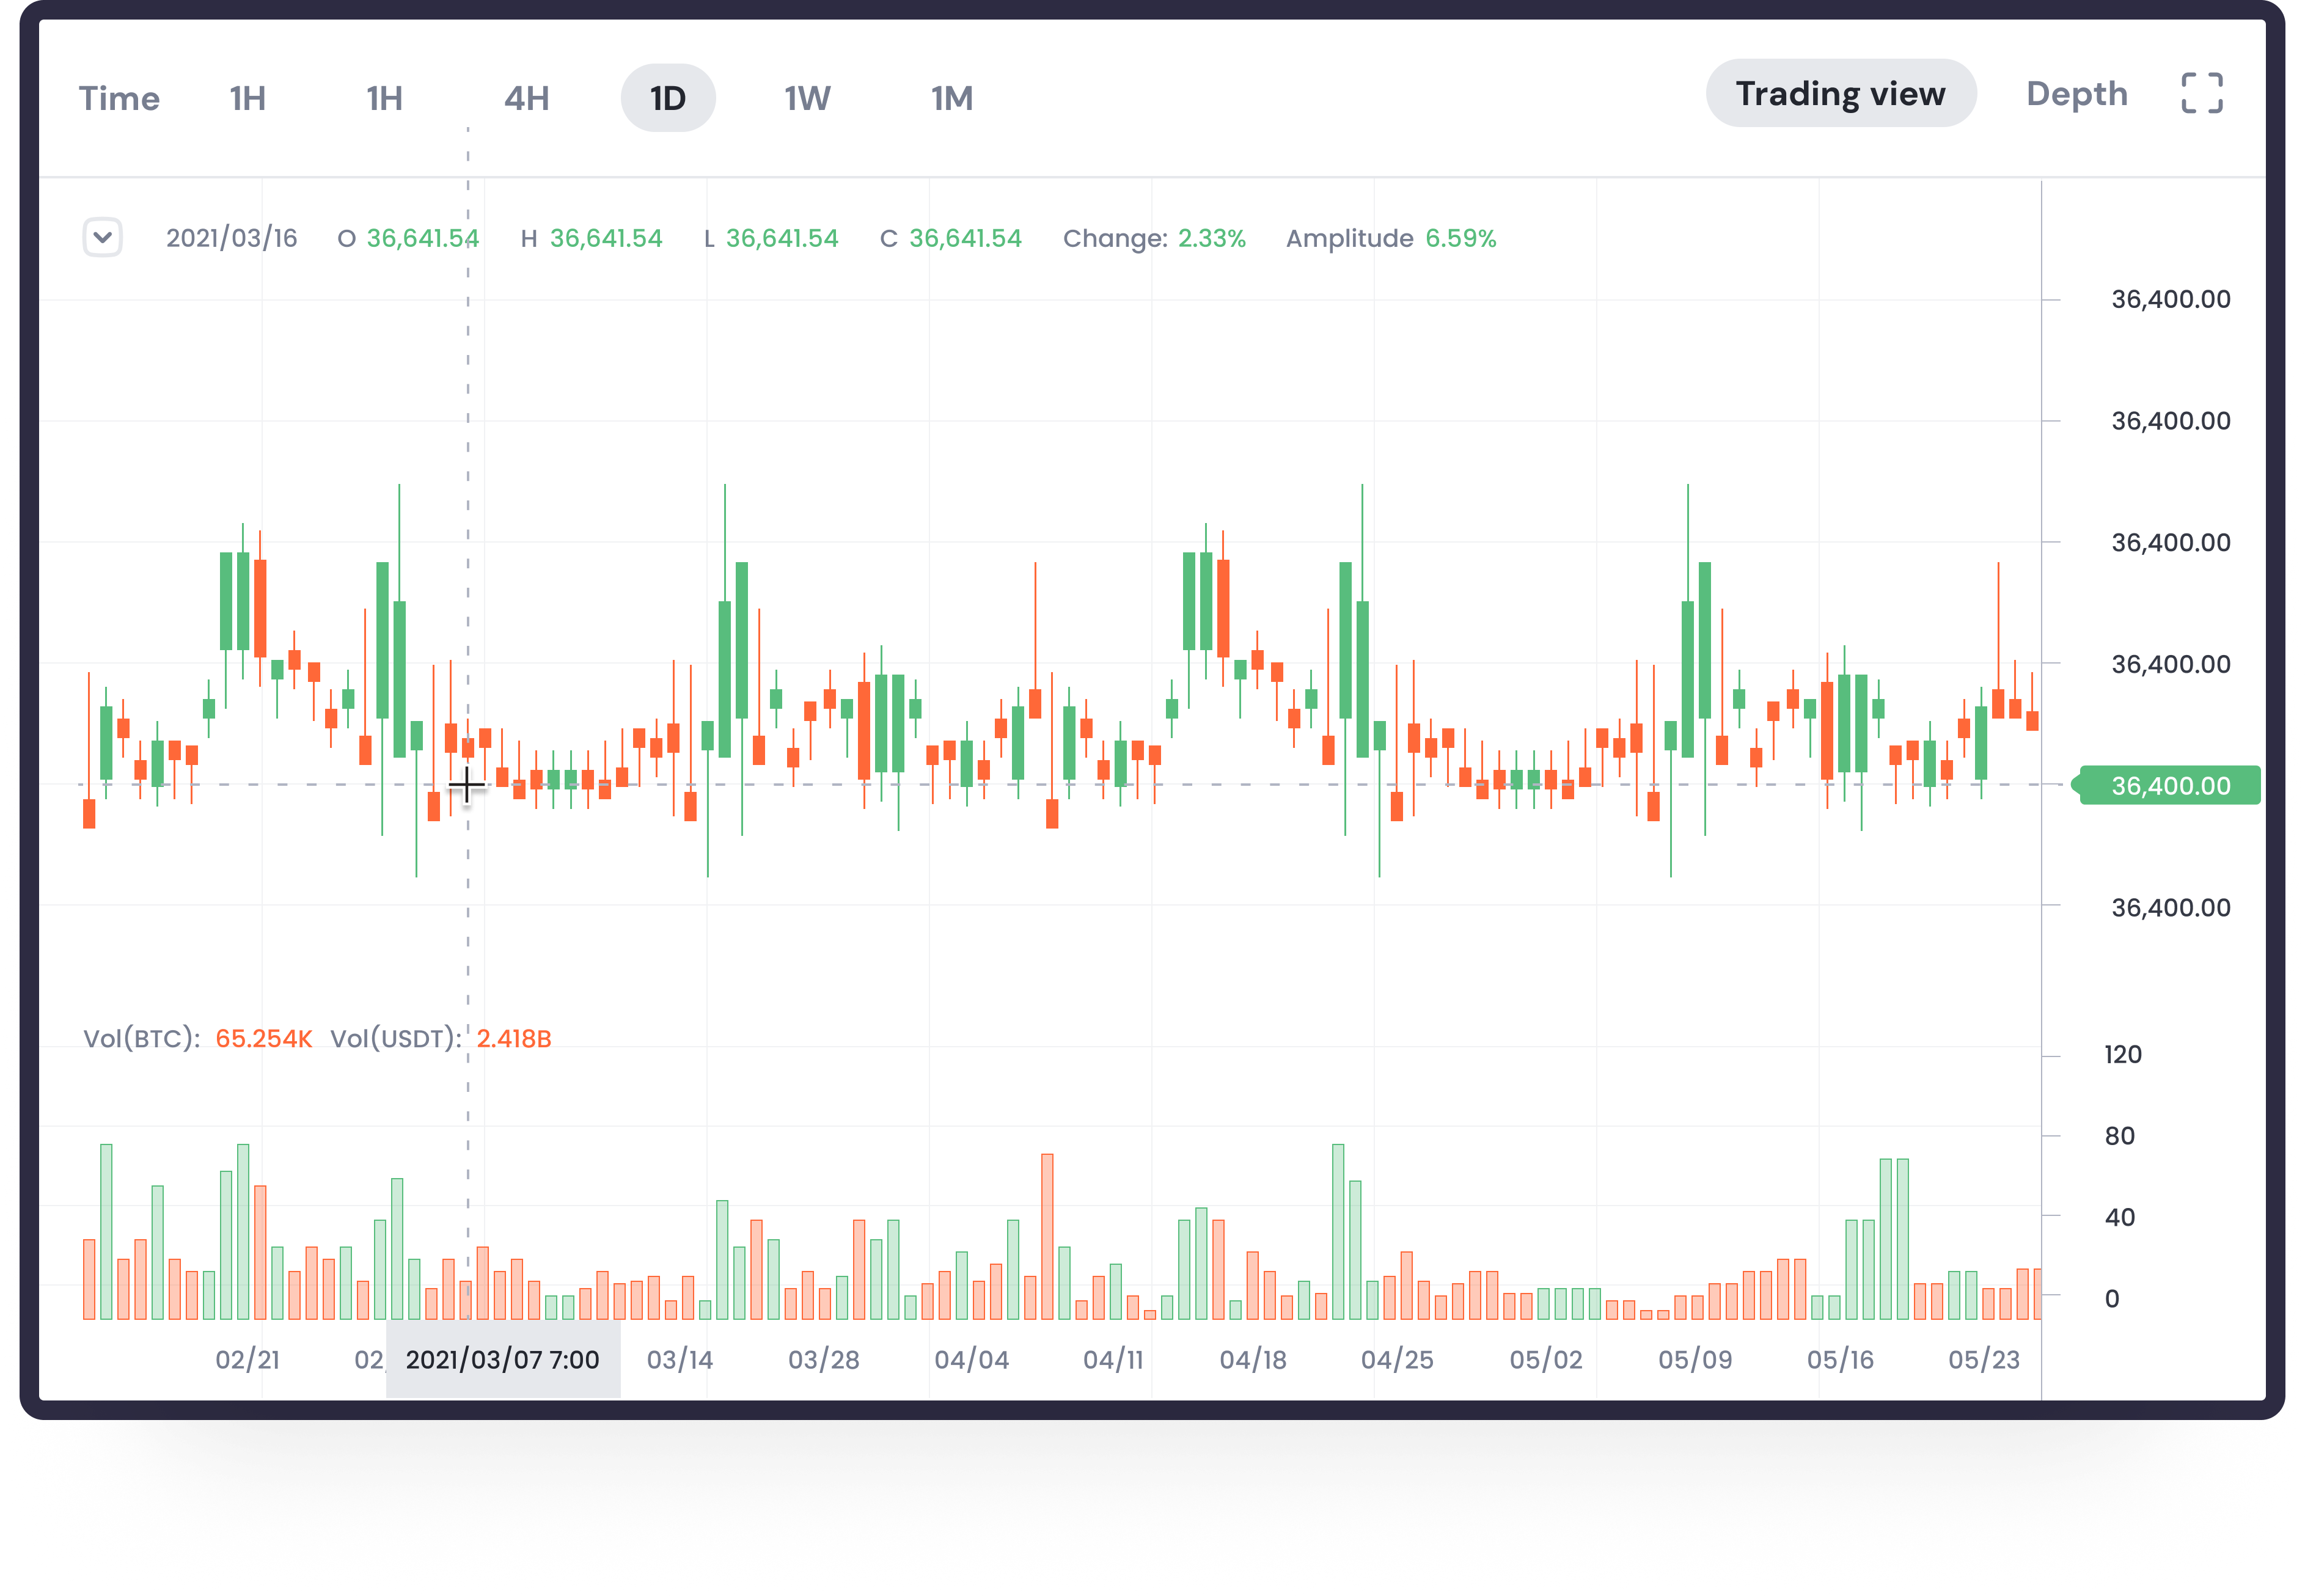 Time 1H 1H 4H 1D 1W 1M Trading view Depth
2021/03/16 O 36,641.54 H 36,641.54 L 36,641.54 C 36,641.54 Change: 2.33% Amplitude 6.59%
36,400.00
36,400.00
36,400.00
36,400.00
36,400.00
36,400.00
Vol(BTC): 65.254K Vol(USDT): 2.418B
120
80
40
0
02/21 02/ 2021/03/07 7:00 03/14 03/28 04/04 04/11 04/18 04/25 05/02 05/09 05/16 05/23